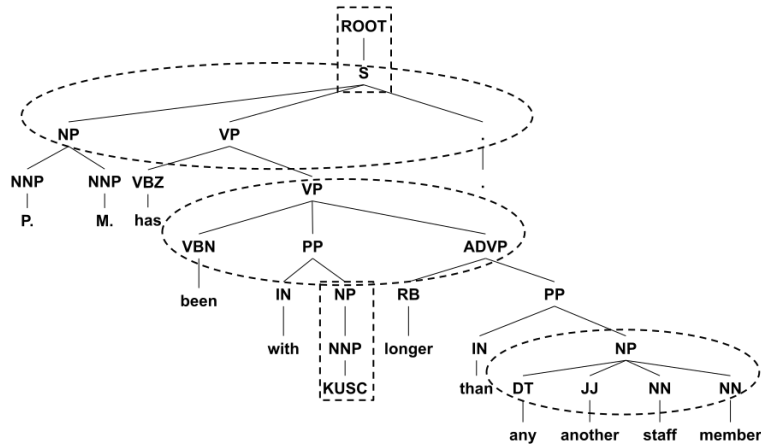 ROOT
S
NP VP .
NNP NNP VBZ VP .
P. M. has
VBN PP ADVP
been IN NP RB PP
with NNP longer IN NP
KUSC than DT JJ NN NN
any another staff member